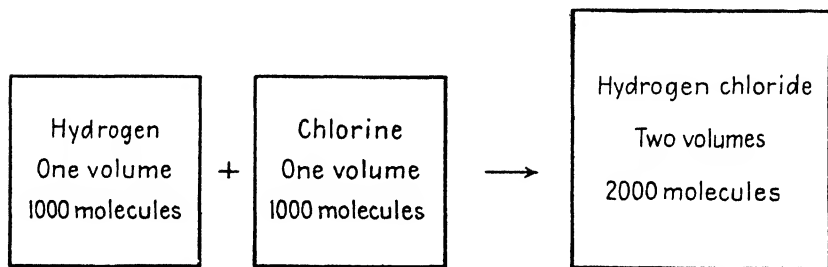 Hydrogen
One volume
1000 molecules
+
Chlorine
One volume
1000 molecules
→
Hydrogen chloride
Two volumes
2000 molecules